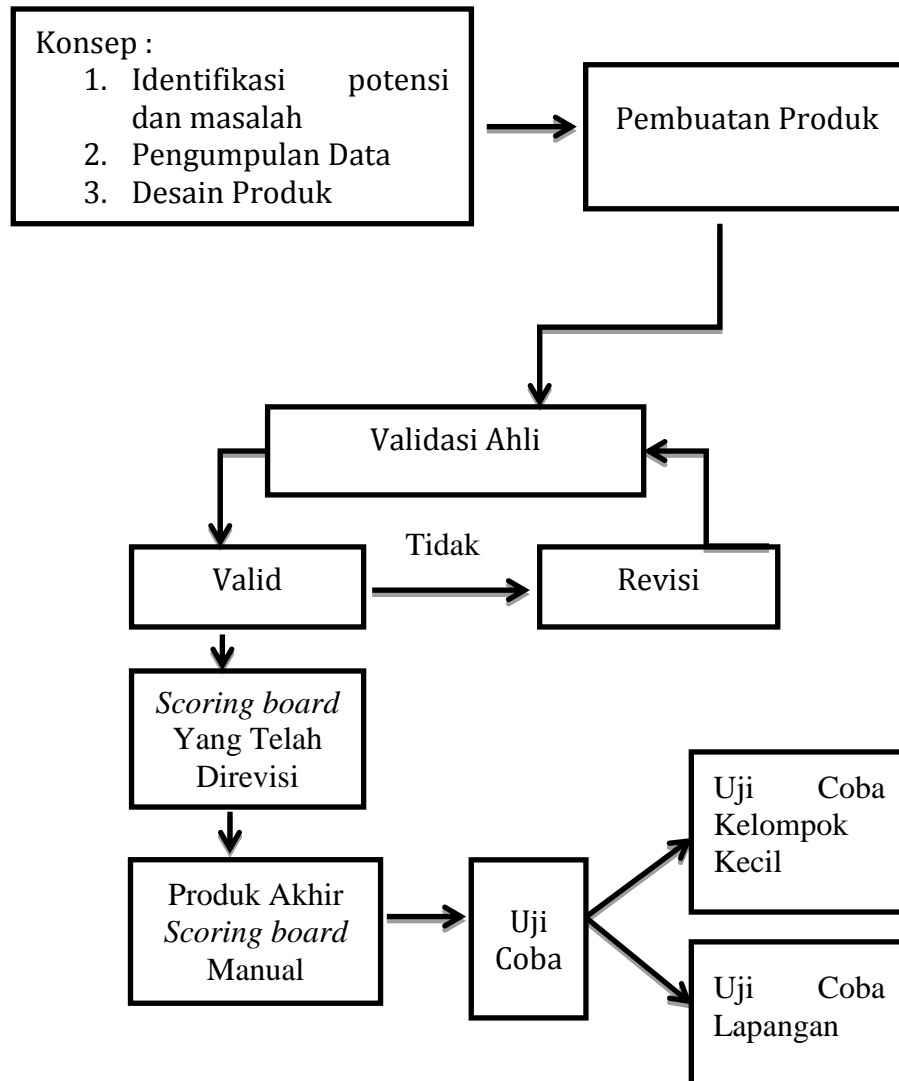 Konsep :
1. Identifikasi potensi
dan masalah
2. Pengumpulan Data
3. Desain Produk
Pembuatan Produk
Validasi Ahli
Valid
Tidak
Revisi
Scoring board
Yang Telah
Direvisi
Produk Akhir
Scoring board
Manual
Uji
Coba
Uji Coba
Kelompok
Kecil
Uji Coba
Lapangan